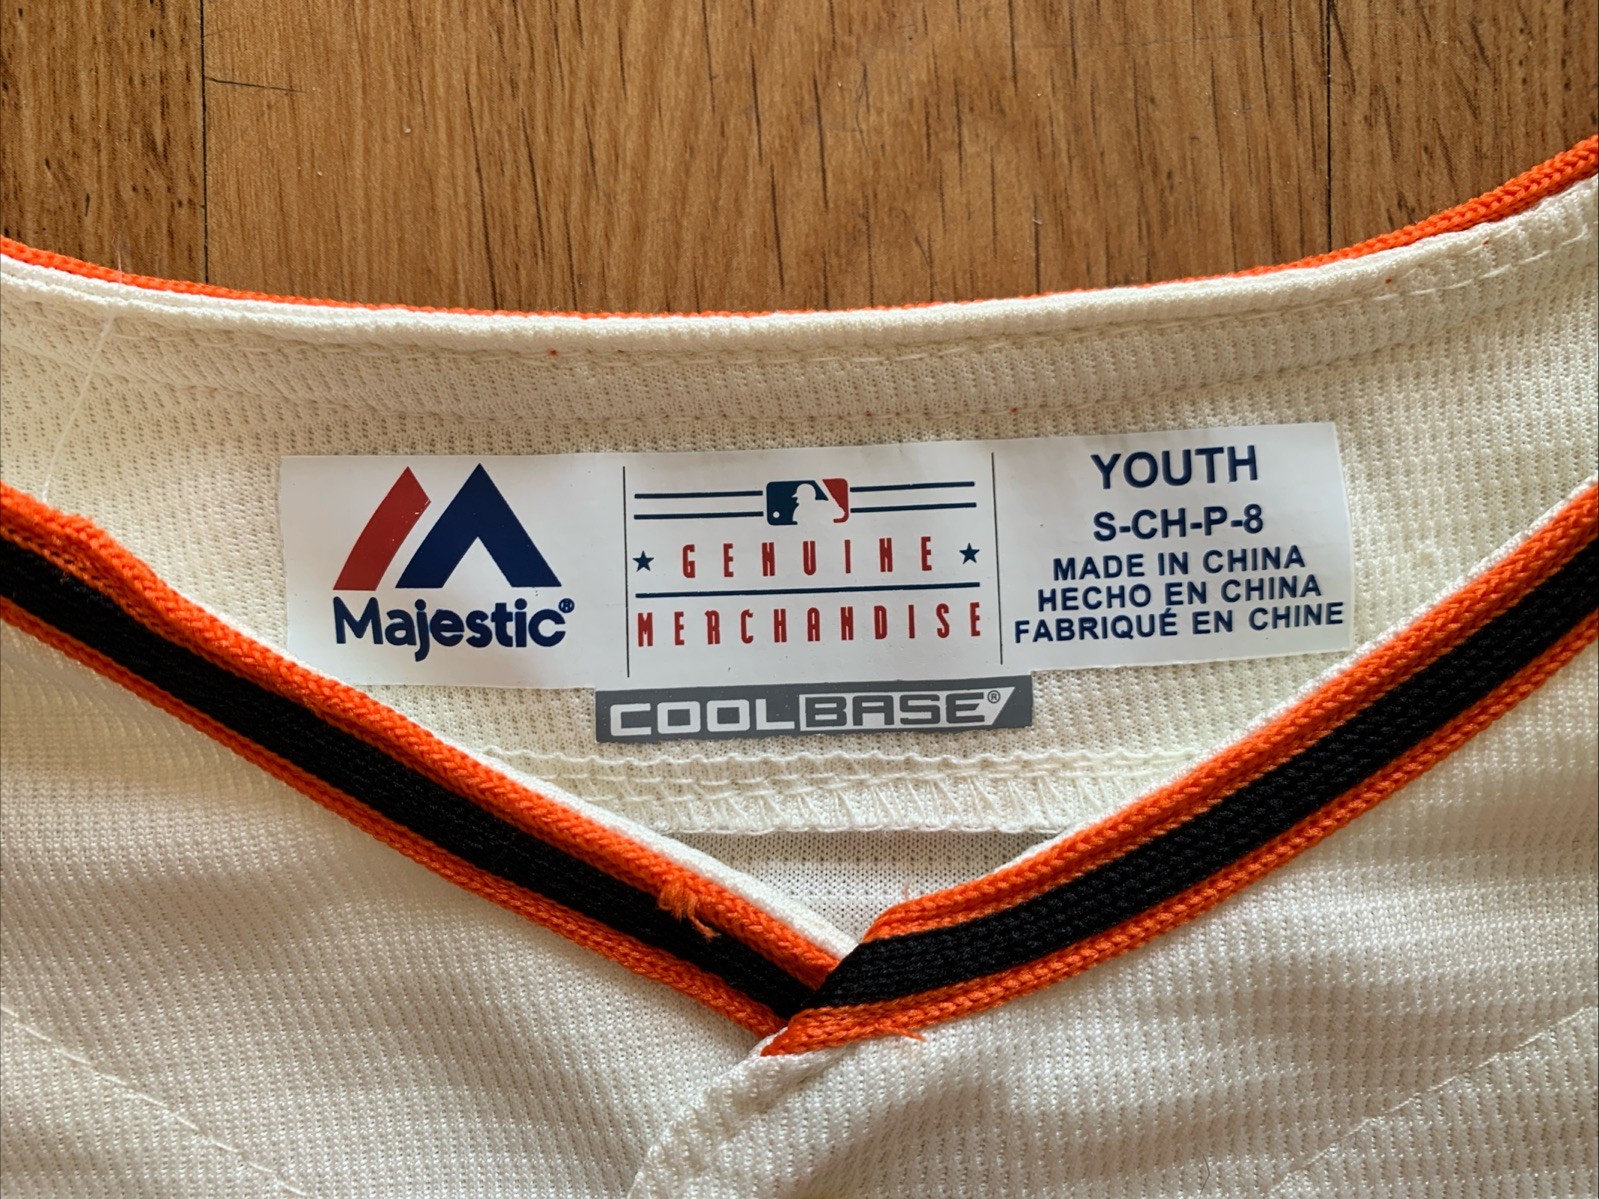 Majestic®
GENUINE
MERCHANDISE
YOUTH
S-CH-P-8
MADE IN CHINA
HECHO EN CHINA
FABRIQUÉ EN CHINE
COOLBASE®